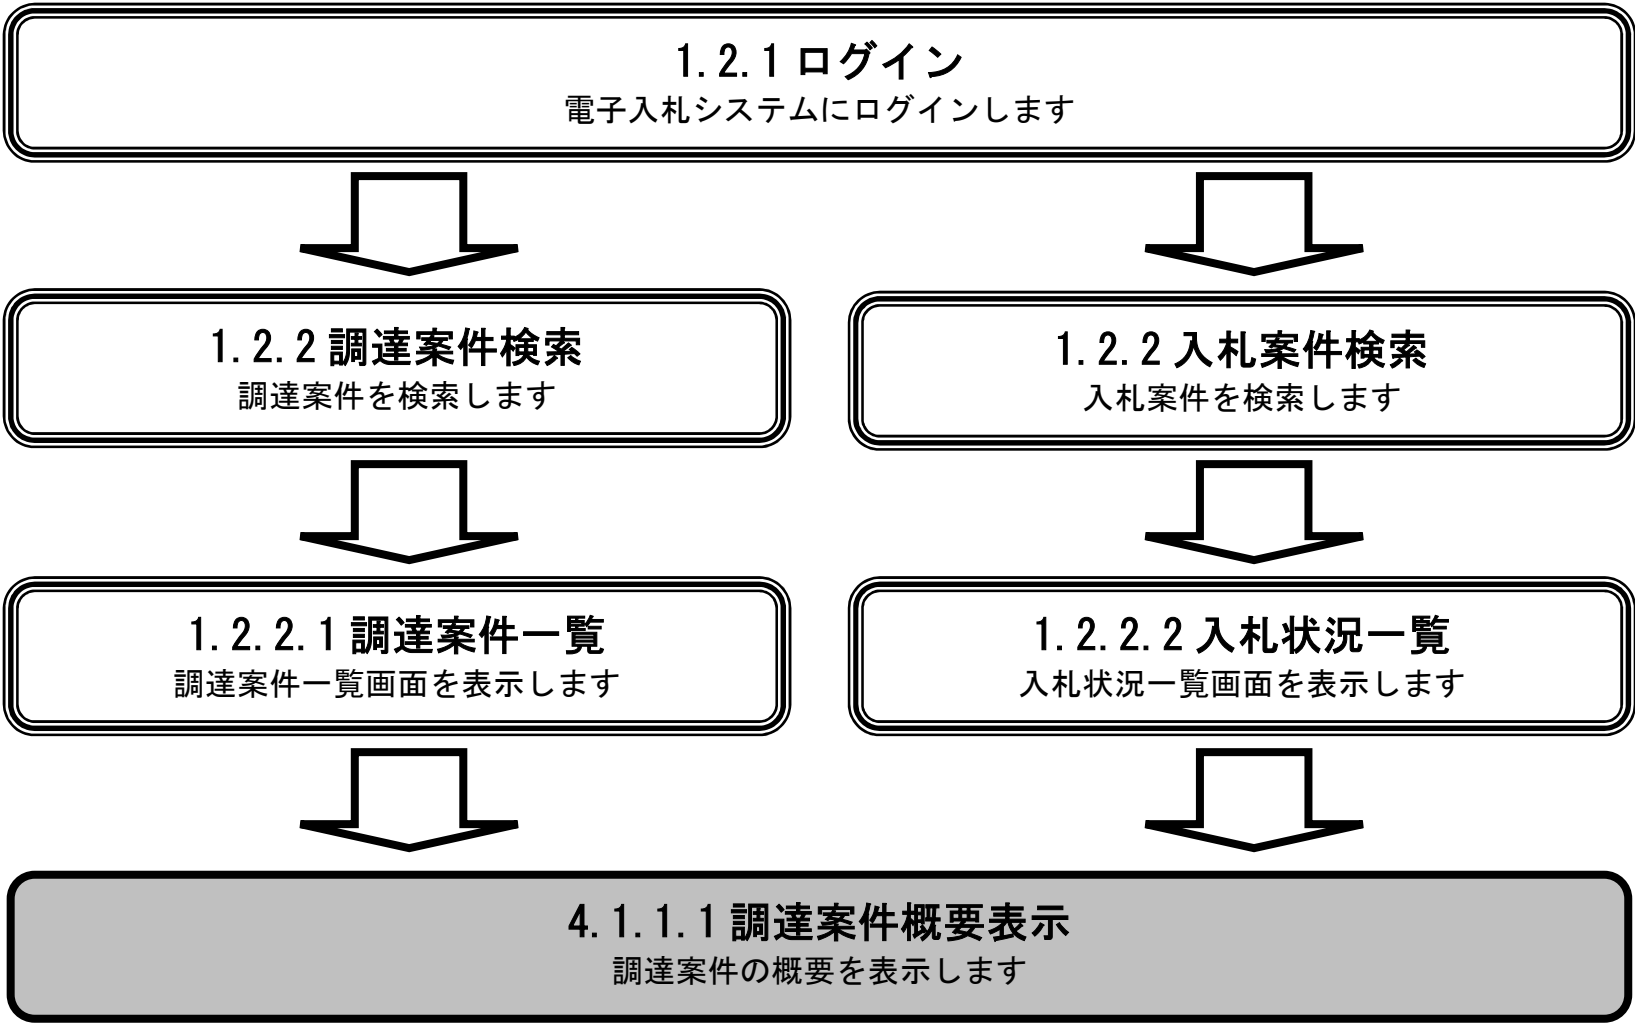 1.2.1ログイン
電子入札システムにログインします
1.2.2調達案件検索
調達案件を検索します
1.2.2入札案件検索
入札案件を検索します
1.2.2.1調達案件一覧
調達案件一覧画面を表示します
1.2.2.2入札状況一覧
入札状況一覧画面を表示します
4.1.1.1調達案件概要表示
調達案件の概要を表示します